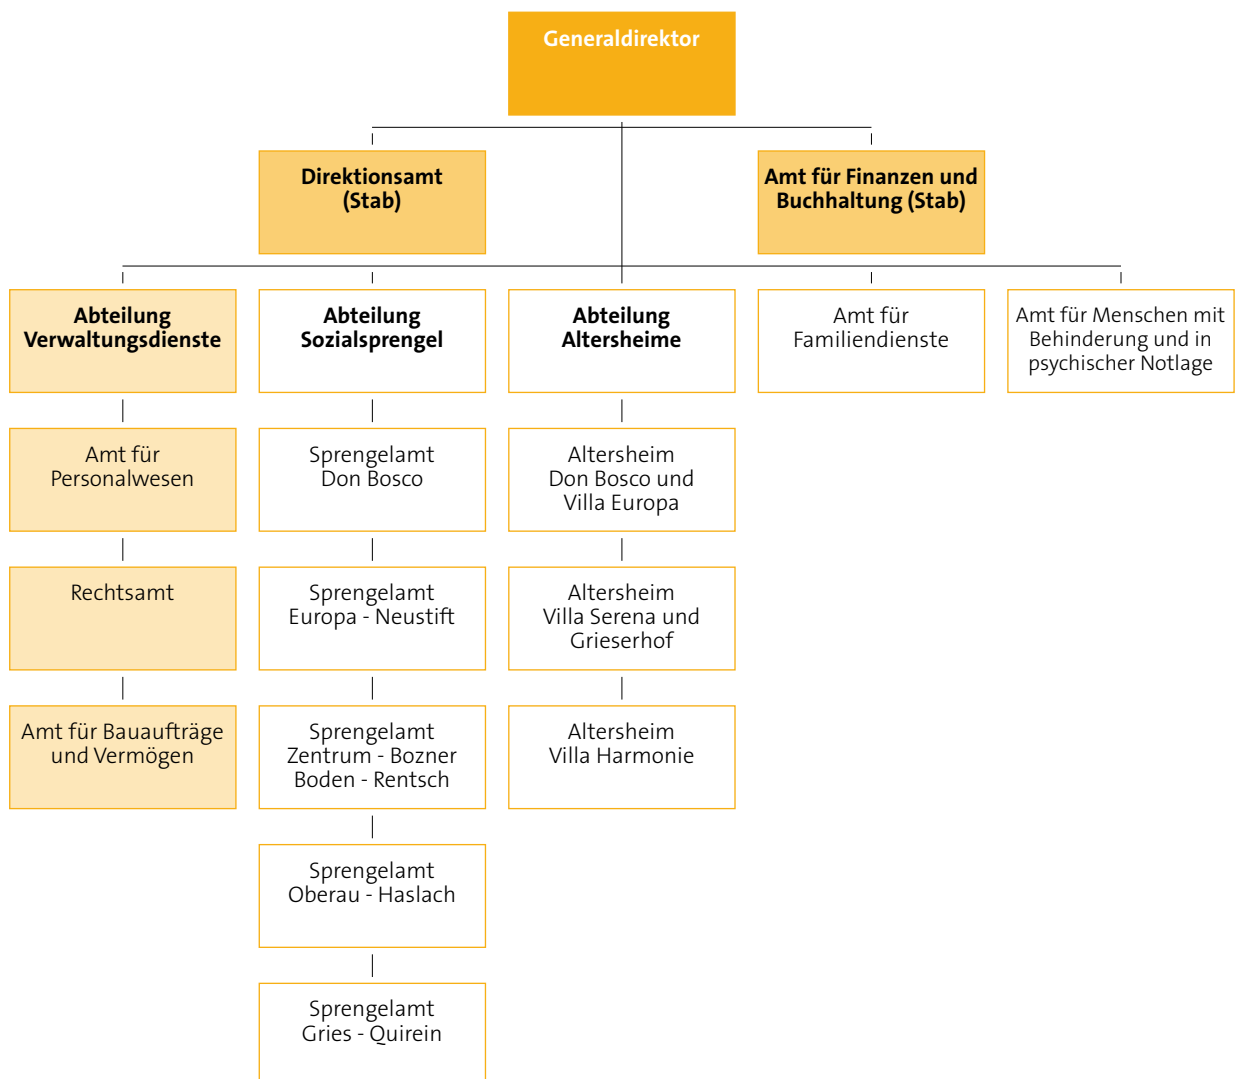 Generaldirektor
Direktionsamt
(Stab)
Amt für Finanzen und
Buchhaltung (Stab)
Abteilung
Verwaltungsdienste
Abteilung
Sozialsprengel
Abteilung
Altersheime
Amt für
Familiendienste
Amt für Menschen mit
Behinderung und in
psychischer Notlage
Amt für
Personalwesen
Sprengelamt
Don Bosco
Altersheim
Don Bosco und
Villa Europa
Rechtsamt
Sprengelamt
Europa - Neustift
Altersheim
Villa Serena und
Grieserhof
Amt für Bauaufträge
und Vermögen
Sprengelamt
Zentrum - Bozner
Boden - Rentsch
Altersheim
Villa Harmonie
Sprengelamt
Oberau - Haslach
Sprengelamt
Gries - Quirein